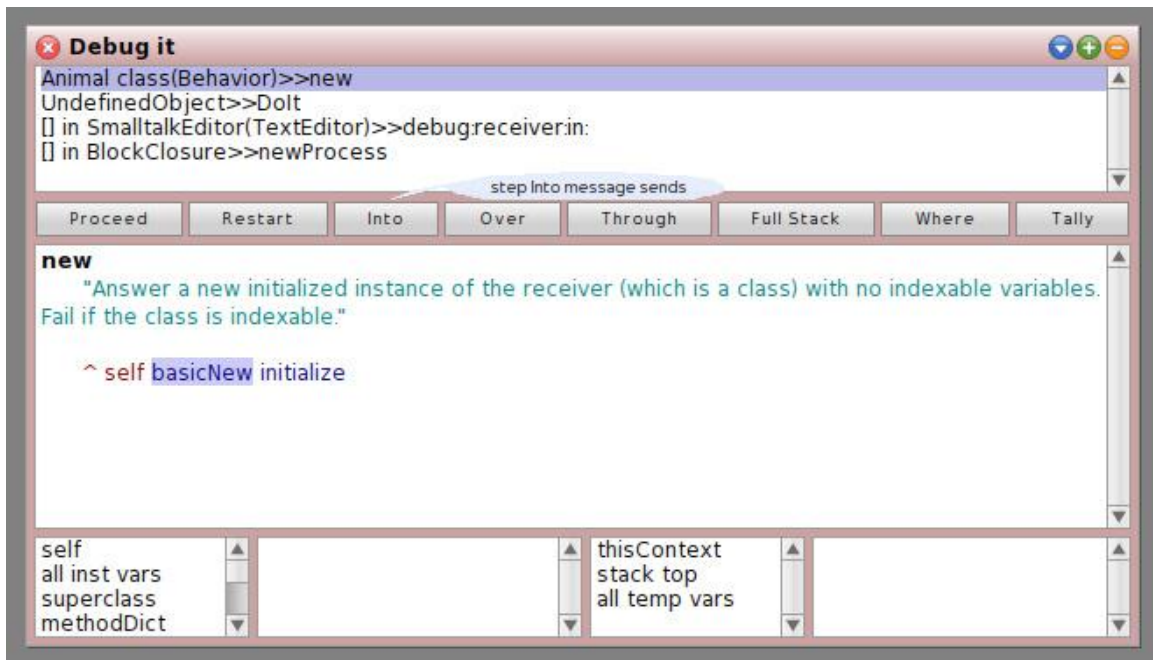 Debug it
Animal class(Behavior)>>new
UndefinedObject>>DoIt
[] in SmalltalkEditor(TextEditor)>>debug:receiver:in:
[] in BlockClosure>>newProcess
step Into message sends
Proceed Restart Into Over Through Full Stack Where Tally
new
"Answer a new initialized instance of the receiver (which is a class) with no indexable variables.
Fail if the class is indexable."
^ self basicNew initialize
self
all inst vars
superclass
methodDict
thisContext
stack top
all temp vars